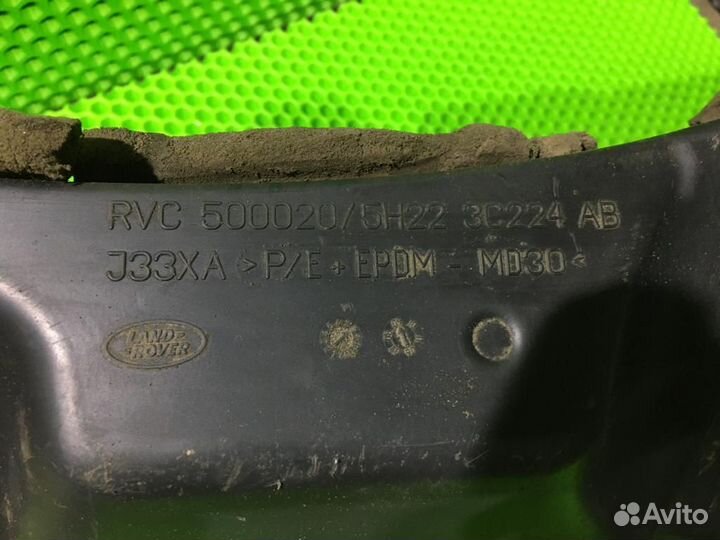 RVC 500020/5H22 3C224 AB
J33XA >P/E + EPDM - MD30<
LAND
ROVER
Avito